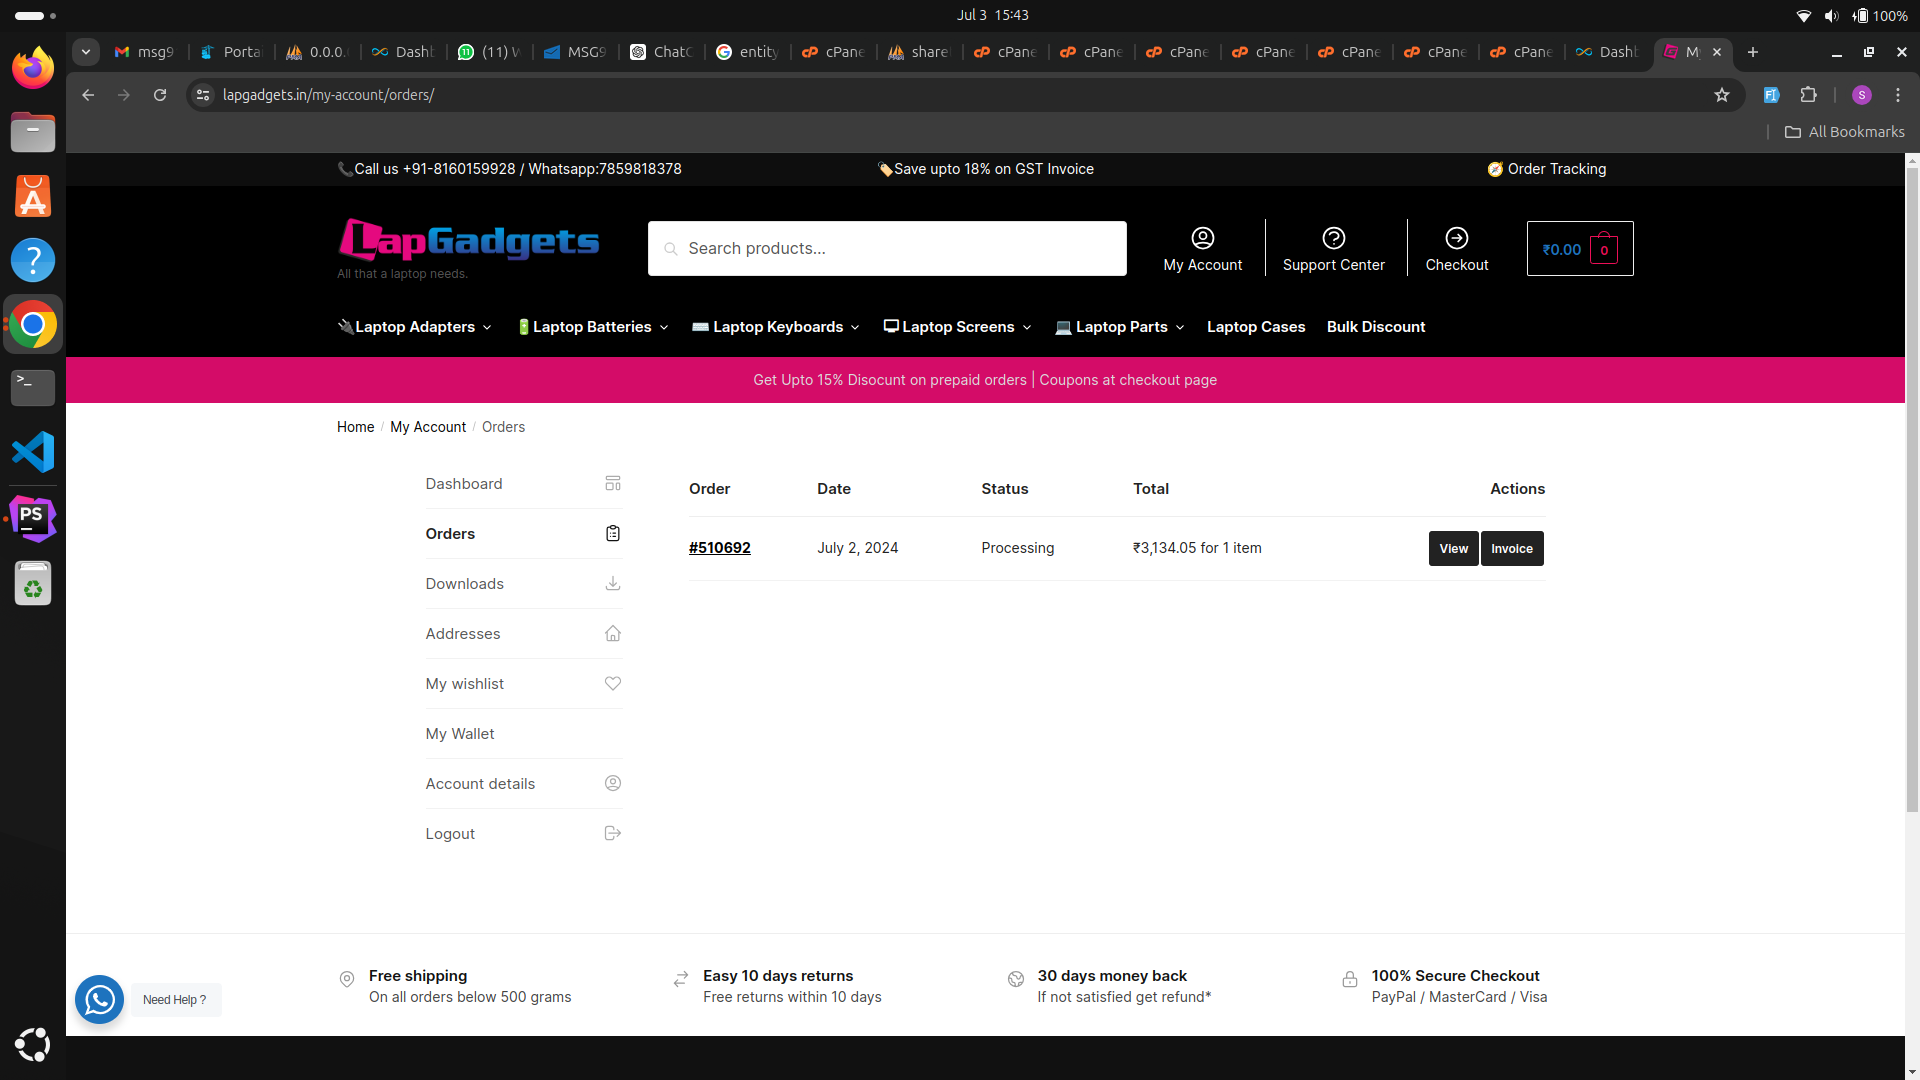 Jul 3 15:43
100%
msg9
Porta
0.0.0.
Dashb
(11) W
MSG9
ChatG
entity
cPane
share
cPane
cPane
cPane
cPane
cPane
cPane
cPane
Dashb
My
lapgadgets.in/my-account/orders/
S
All Bookmarks
Call us +91-8160159928 / Whatsapp:7859818378
Save upto 18% on GST Invoice
Order Tracking
LapGadgets
All that a laptop needs.
Search products...
My Account
Support Center
Checkout
₹0.00 0
Laptop Adapters
Laptop Batteries
Laptop Keyboards
Laptop Screens
Laptop Parts
Laptop Cases
Bulk Discount
Get Upto 15% Disocunt on prepaid orders | Coupons at checkout page
Home / My Account / Orders
Dashboard
Orders
Downloads
Addresses
My wishlist
My Wallet
Account details
Logout
Order Date Status Total Actions
#510692 July 2, 2024 Processing ₹3,134.05 for 1 item View Invoice
Free shipping
On all orders below 500 grams
Easy 10 days returns
Free returns within 10 days
30 days money back
If not satisfied get refund*
100% Secure Checkout
PayPal / MasterCard / Visa
Need Help ?
PS